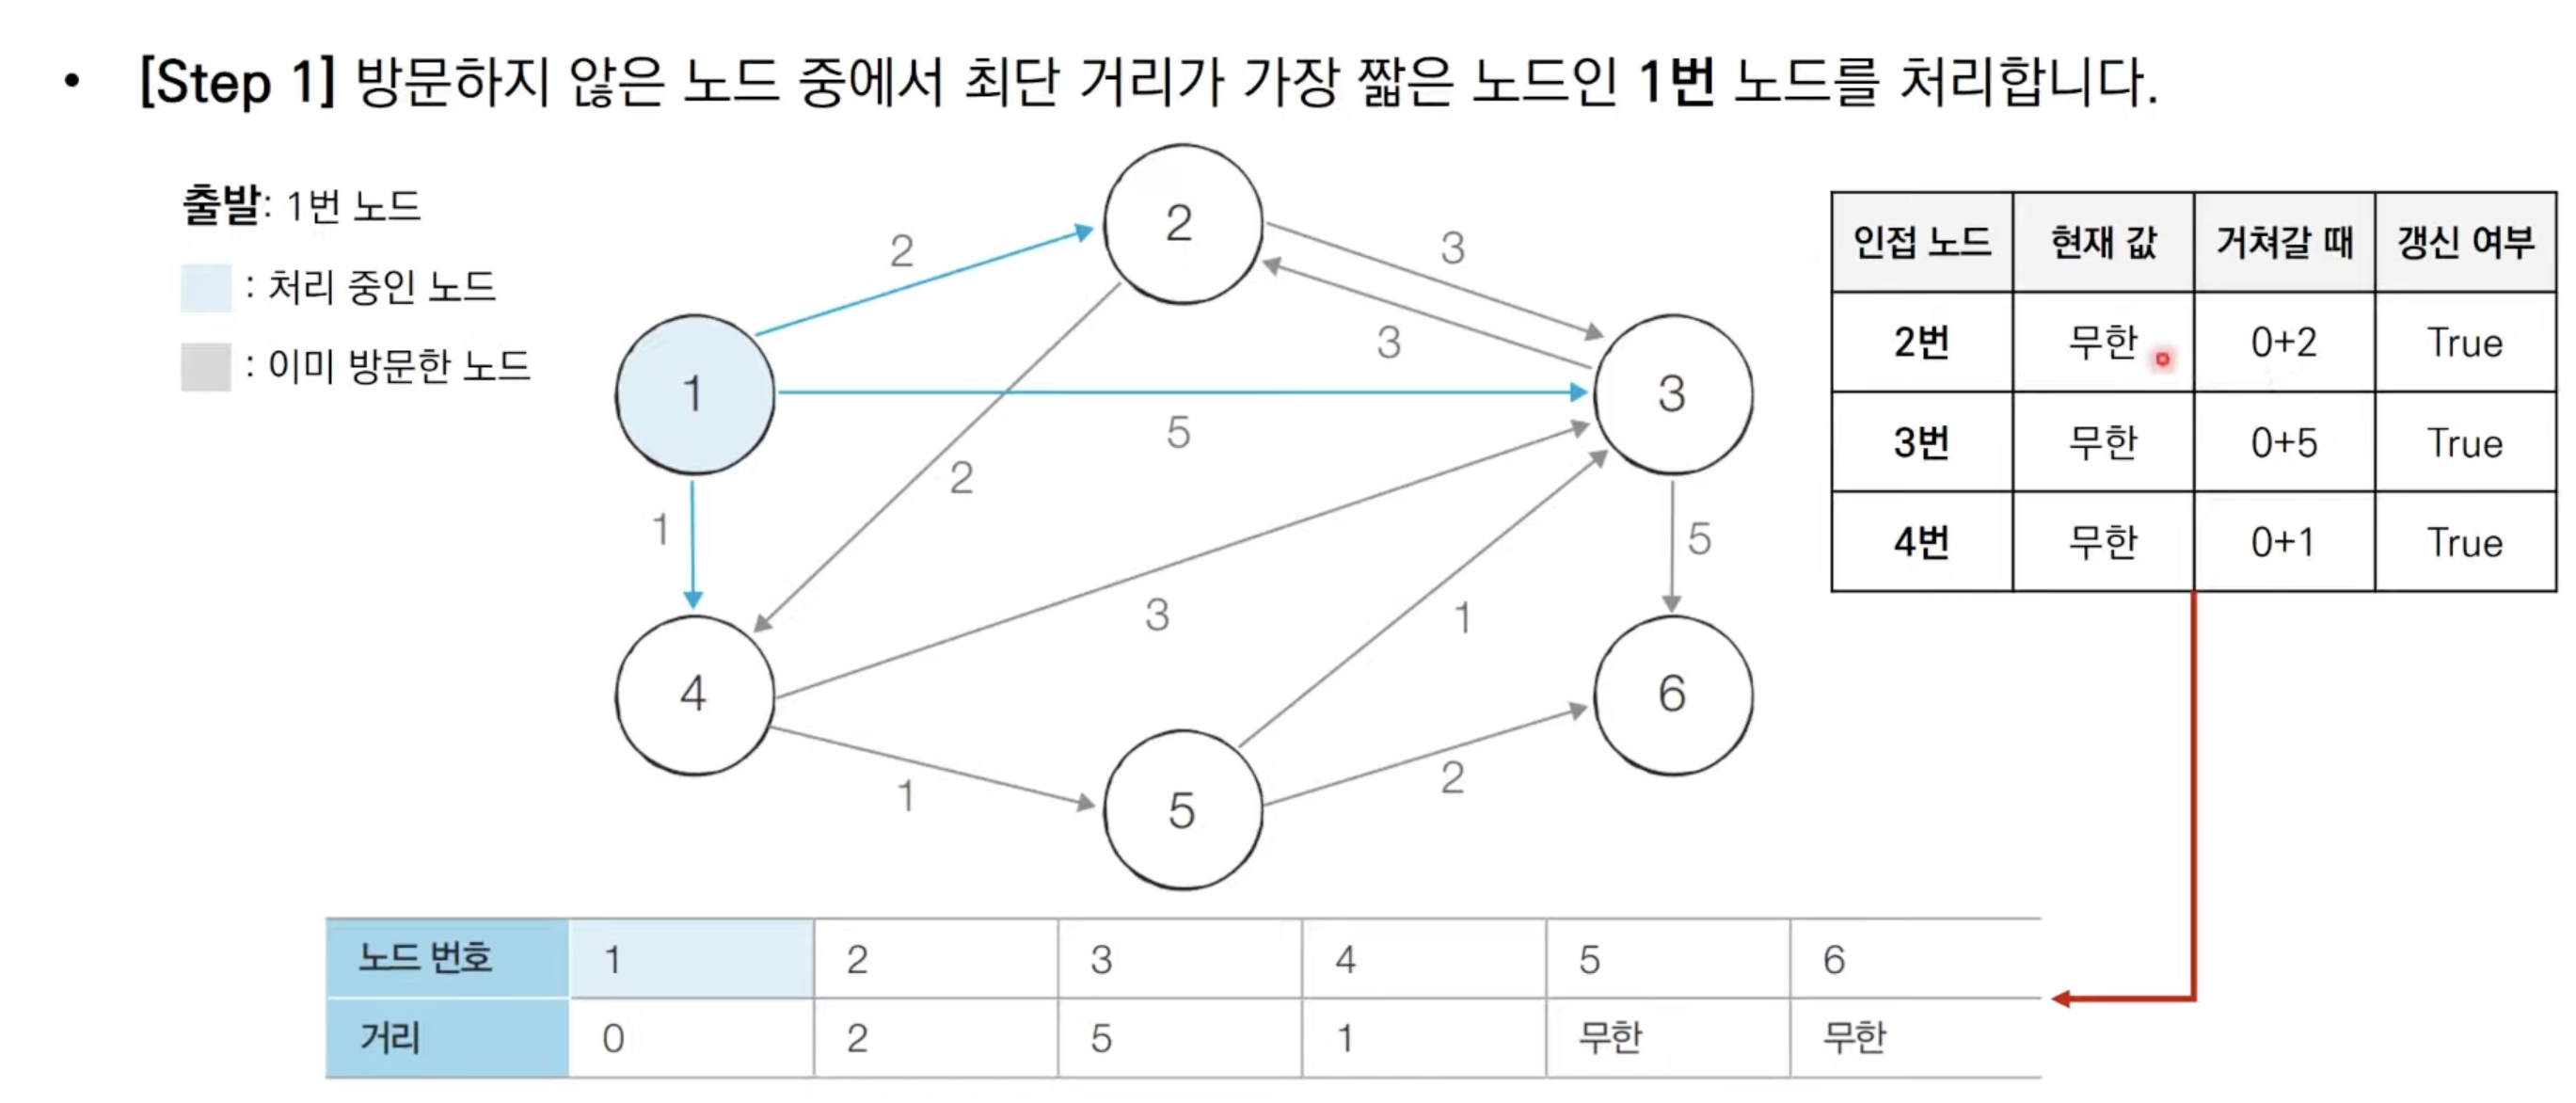 • [Step 1] 방문하지 않은 노드 중에서 최단 거리가 가장 짧은 노드인 1번 노드를 처리합니다.
출발: 1번 노드
: 처리 중인 노드
: 이미 방문한 노드
2
2
3
3
1
5
3
2
1
5
4
3
1
6
1
5
2
인접 노드 현재 값 거쳐갈 때 갱신 여부
2번 무한 0+2 True
3번 무한 0+5 True
4번 무한 0+1 True
노드 번호 1 2 3 4 5 6
거리 0 2 5 1 무한 무한